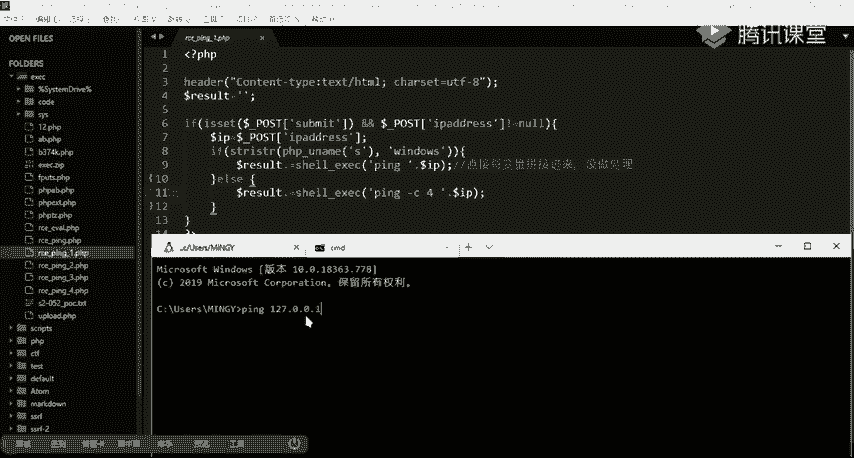 腾讯课堂
OPEN FILES
rce_ping_1.php
FOLDERS
exec
%SystemDrive%
code
sys
12.php
ab.php
b374k.php
exec.zip
fputs.php
phpeab.php
phpext.php
phptz.php
rce_eval.php
rce_ping.php
rce_ping_1.php
rce_ping_2.php
rce_ping_3.php
rce_ping_4.php
s2-052_poc.txt
upload.php
scripts
php
ctf
test
default
Atom
markdown
ssrf
ssrf-2
1 <?php
2
3 header("Content-type:text/html; charset=utf-8");
4 $result='';
5
6 if(isset($_POST['submit']) && $_POST['ipaddress']!=null){
7 $ip=$_POST['ipaddress'];
8 if(stristr(php_uname('s'), 'windows')){
9 $result.=shell_exec('ping '.$ip);//直接将变量拼接进来，没做处理
10 }else {
11 $result.=shell_exec('ping -c 4 '.$ip);
12 }
13 }
14 ?>
..c/Users/MINGY
cmd
Microsoft Windows [版本 10.0.18363.778]
(c) 2019 Microsoft Corporation。保留所有权利。
C:\Users\MINGY>ping 127.0.0.1